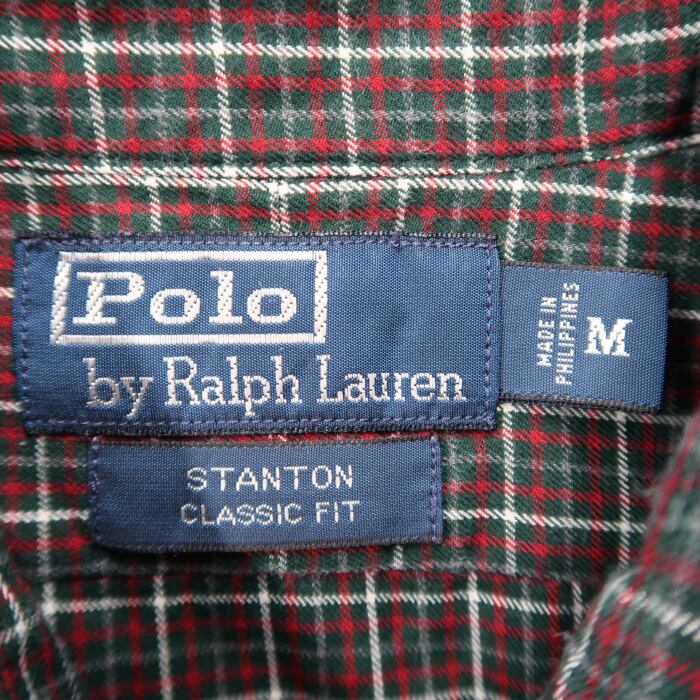 Polo
by Ralph Lauren
MADE IN
PHILIPPINES
M
STANTON
CLASSIC FIT